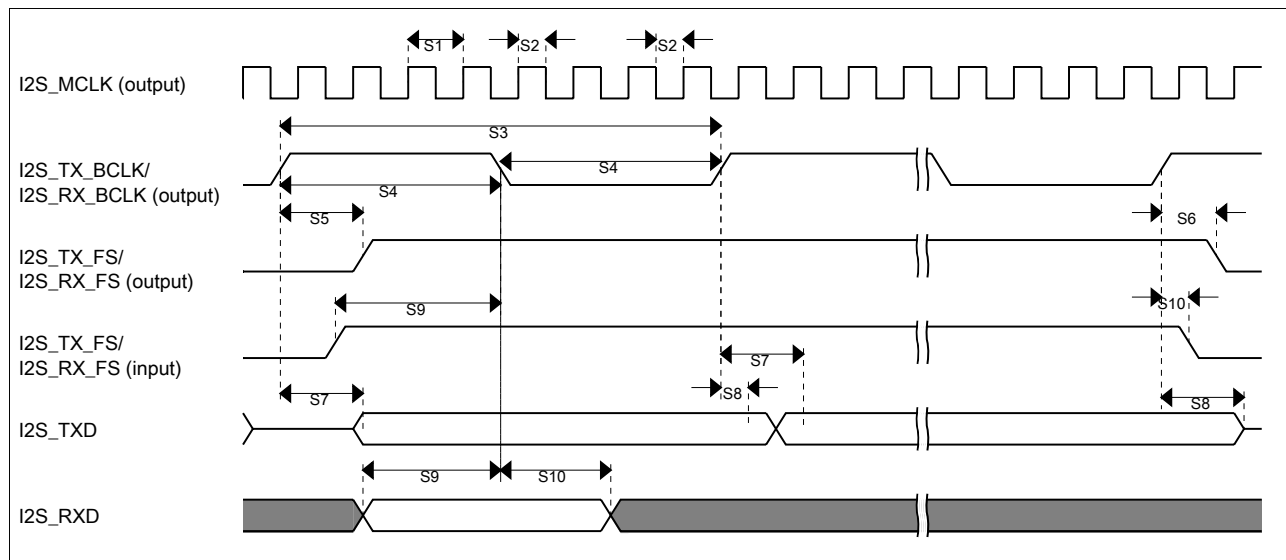 S1
S2
S2
I2S_MCLK (output)
S3
I2S_TX_BCLK/
I2S_RX_BCLK (output)
S4
S4
S5
S6
I2S_TX_FS/
I2S_RX_FS (output)
S9
S10
I2S_TX_FS/
I2S_RX_FS (input)
S7
S7
S8
S8
I2S_TXD
S9
S10
I2S_RXD